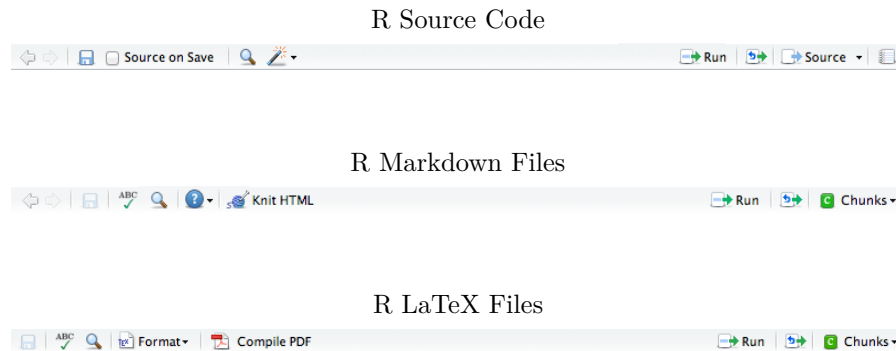 R Source Code
Source on Save Run Source
R Markdown Files
ABC ? Knit HTML Run C Chunks
R LaTeX Files
ABC TEX Format Compile PDF Run C Chunks